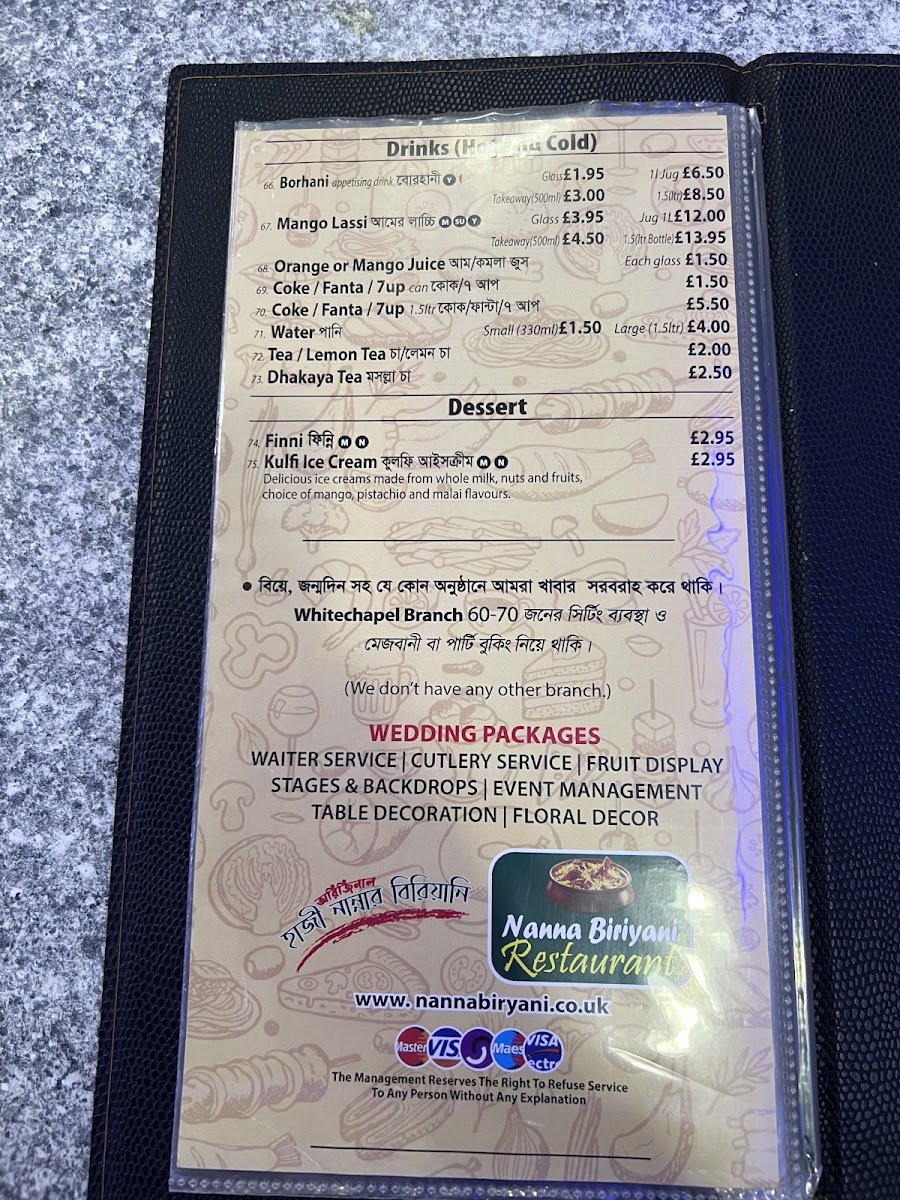 Drinks (Hot and Cold)
66. Borhani appetising drink বোরহানী Y Glass £1.95 1l Jug £6.50
Takeaway(500ml) £3.00 1.5(ltr) £8.50
67. Mango Lassi আমের লাচ্ছি M SU Y Glass £3.95 Jug 1L £12.00
Takeaway(500ml) £4.50 1.5(ltr Bottle) £13.95
68. Orange or Mango Juice আম/কমলা জুস Each glass £1.50
69. Coke / Fanta / 7up can কোক/৭ আপ £1.50
70. Coke / Fanta / 7up 1.5ltr কোক/ফান্টা/৭ আপ £5.50
71. Water পানি Small (330ml) £1.50 Large (1.5ltr) £4.00
72. Tea / Lemon Tea চা/লেমন চা £2.00
73. Dhakaya Tea মসল্লা চা £2.50
Dessert
74. Finni ফিন্নি M N £2.95
75. Kulfi Ice Cream কুলফি আইসক্রীম M N £2.95
Delicious ice creams made from whole milk, nuts and fruits,
choice of mango, pistachio and malai flavours.
● বিয়ে, জন্মদিন সহ যে কোন অনুষ্ঠানে আমরা খাবার সরবরাহ করে থাকি।
Whitechapel Branch 60-70 জনের সিটিং ব্যবস্থা ও
মেজবানী বা পার্টি বুকিং নিয়ে থাকি।
(We don't have any other branch.)
WEDDING PACKAGES
WAITER SERVICE | CUTLERY SERVICE | FRUIT DISPLAY
STAGES & BACKDROPS | EVENT MANAGEMENT
TABLE DECORATION | FLORAL DECOR
অরিজিনাল
হাজী নান্নার বিরিয়ানি
Nanna Biriyani
Restaurant
www. nannabiryani.co.uk
Master VIS Maes VISA
ectr
The Management Reserves The Right To Refuse Service
To Any Person Without Any Explanation